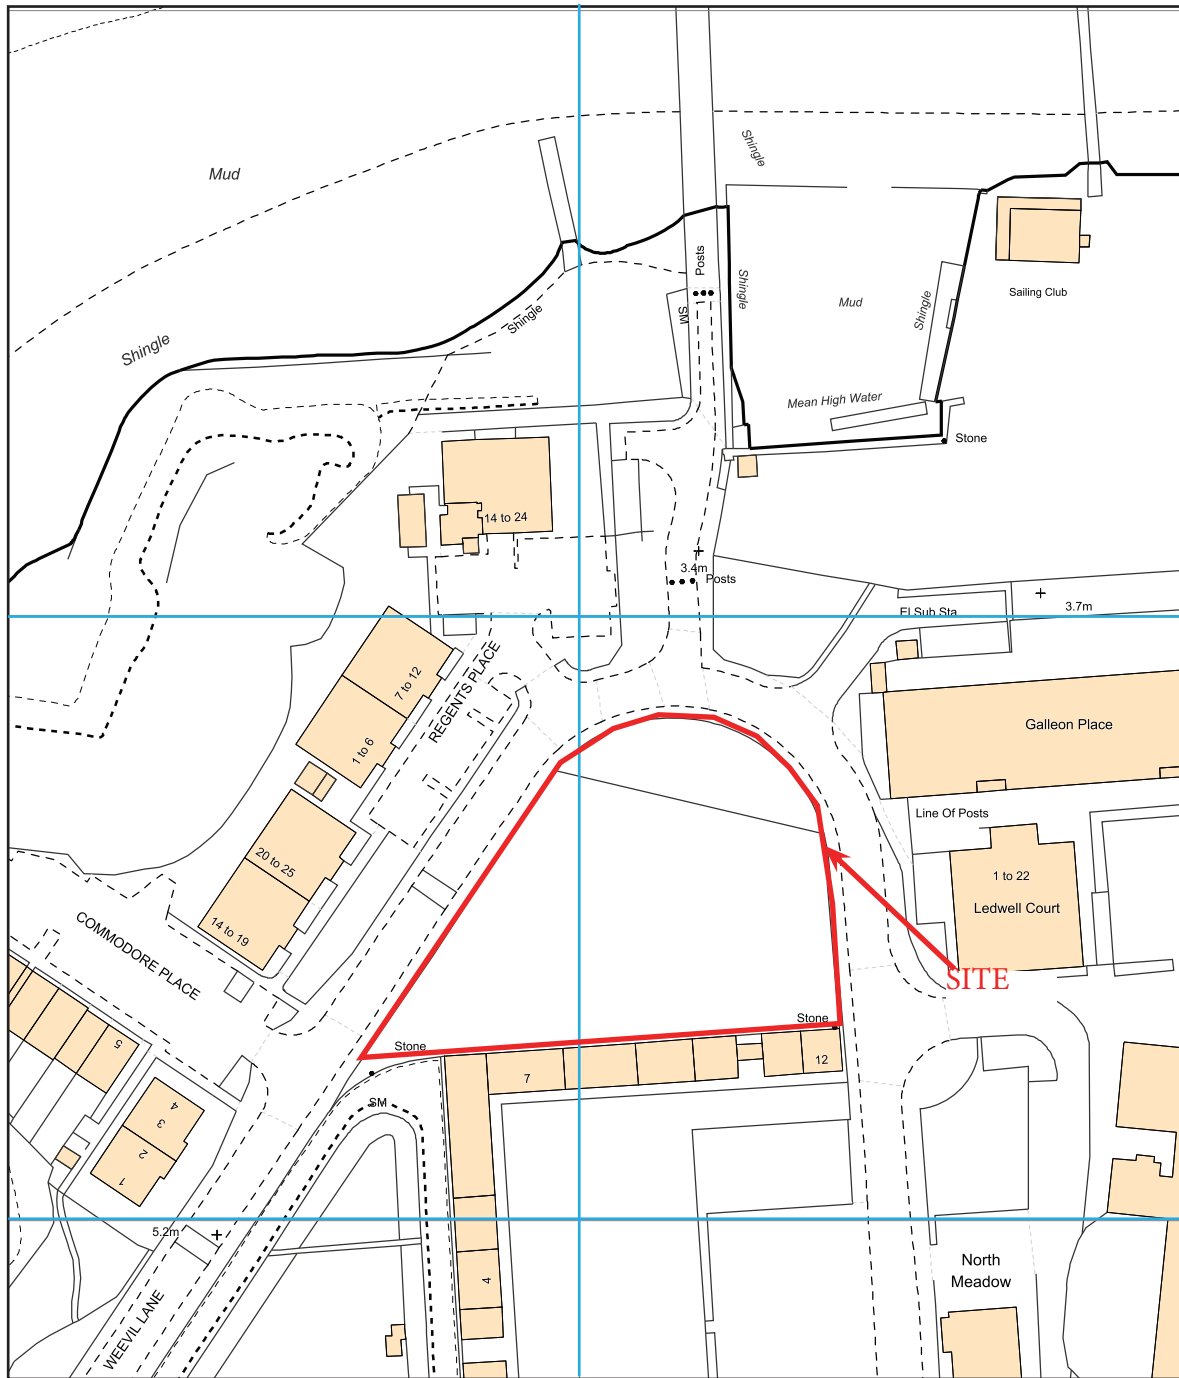 Mud
Shingle
Shingle
Posts
SM
Shingle
Shingle
Mud
Shingle
Sailing Club
Mean High Water
Stone
14 to 24
3.4m
Posts
El Sub Sta
3.7m
7 to 12
1 to 6
REGENTS PLACE
Galleon Place
Line Of Posts
20 to 25
14 to 19
1 to 22
Ledwell Court
COMMODORE PLACE
SITE
Stone
Stone
5
7
12
SM
4
3
2
1
5.2m
4
North
Meadow
WEEVIL LANE